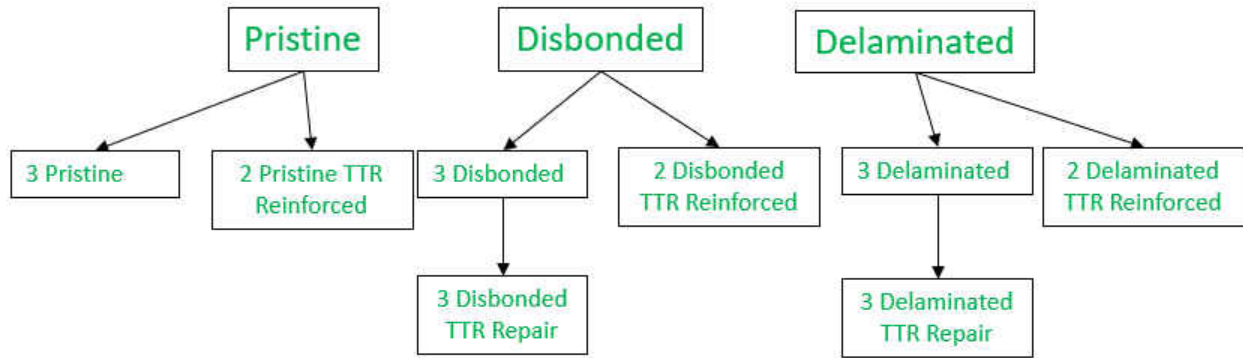 Pristine
Disbonded
Delaminated
3 Pristine
2 Pristine TTR
Reinforced
3 Disbonded
2 Disbonded
TTR Reinforced
3 Delaminated
2 Delaminated
TTR Reinforced
3 Disbonded
TTR Repair
3 Delaminated
TTR Repair